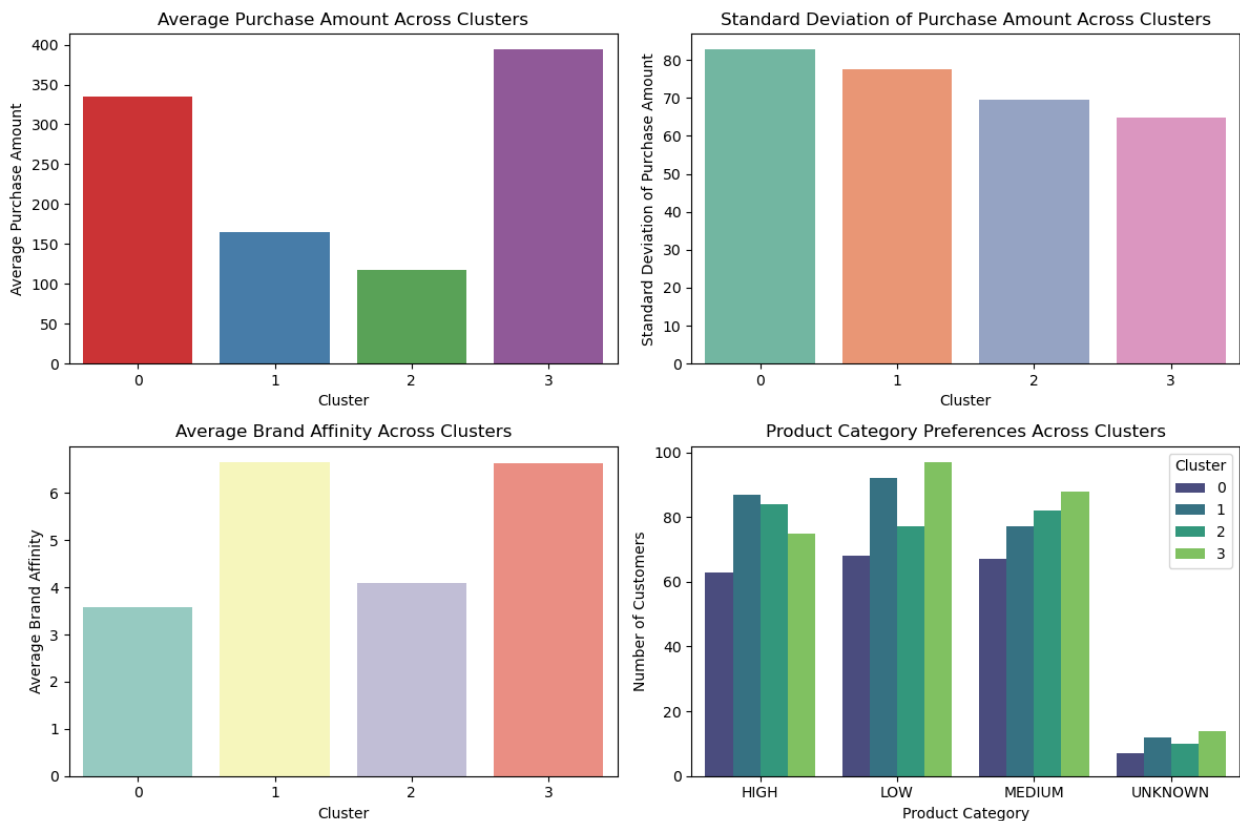 Average Purchase Amount Across Clusters
Average Purchase Amount
400
350
300
250
200
150
100
50
0
0 1 2 3
Cluster
Standard Deviation of Purchase Amount Across Clusters
Standard Deviation of Purchase Amount
80
70
60
50
40
30
20
10
0
0 1 2 3
Cluster
Average Brand Affinity Across Clusters
Average Brand Affinity
6
5
4
3
2
1
0
0 1 2 3
Cluster
Product Category Preferences Across Clusters
Number of Customers
100
80
60
40
20
0
Cluster
0
1
2
3
HIGH LOW MEDIUM UNKNOWN
Product Category